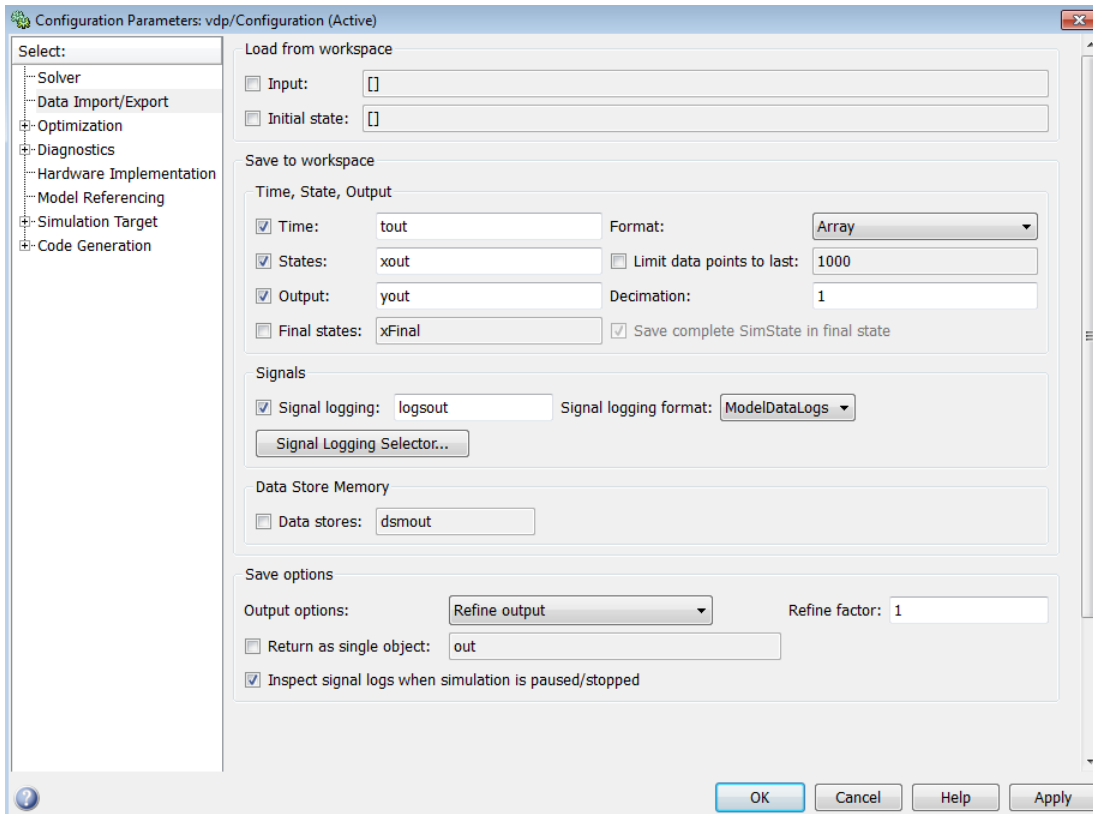 Configuration Parameters: vdp/Configuration (Active)
Select:
Solver
Data Import/Export
Optimization
Diagnostics
Hardware Implementation
Model Referencing
Simulation Target
Code Generation
Load from workspace
Input: []
Initial state: []
Save to workspace
Time, State, Output
Time: tout Format: Array
States: xout Limit data points to last: 1000
Output: yout Decimation: 1
Final states: xFinal Save complete SimState in final state
Signals
Signal logging: logsout Signal logging format: ModelDataLogs
Signal Logging Selector...
Data Store Memory
Data stores: dsmout
Save options
Output options: Refine output Refine factor: 1
Return as single object: out
Inspect signal logs when simulation is paused/stopped
OK Cancel Help Apply